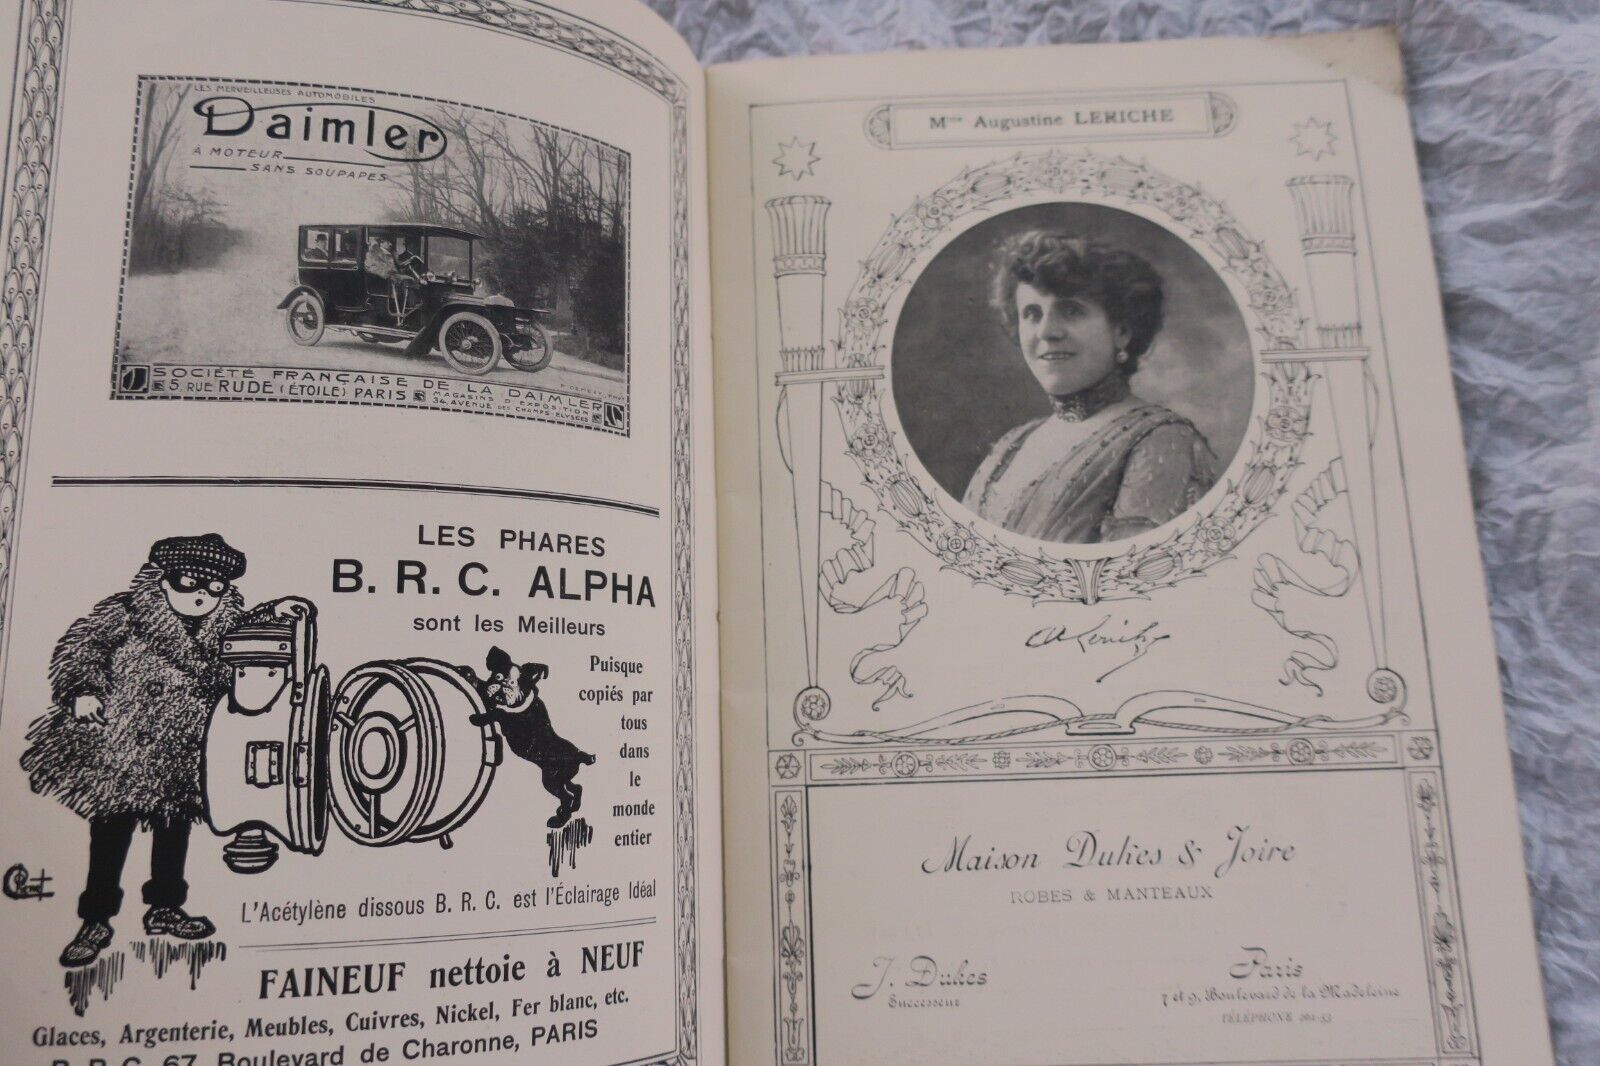 LES MERVEILLEUSES AUTOMOBILES
Daimler
À MOTEUR
SANS SOUPAPES
SOCIÉTÉ FRANÇAISE DE LA DAIMLER
5, RUE RUDE (ÉTOILE) PARIS
MAGASINS D'EXPOSITION
34, AVENUE DES CHAMPS-ELYSÉES
LES PHARES
B. R. C. ALPHA
sont les Meilleurs
Puisque
copiés par
tous
dans
le
monde
entier
L'Acétylène dissous B. R. C. est l'Éclairage Idéal
FAINEUF nettoie à NEUF
Glaces, Argenterie, Meubles, Cuivres, Nickel, Fer blanc, etc.
B. R. C. 67, Boulevard de Charonne, PARIS
Mme Augustine LERICHE
A Leriche
Maison Dukes & Joire
ROBES & MANTEAUX
J. Dukes
Successeur
Paris
7 et 9, Boulevard de la Madeleine
TÉLÉPHONE 291-53